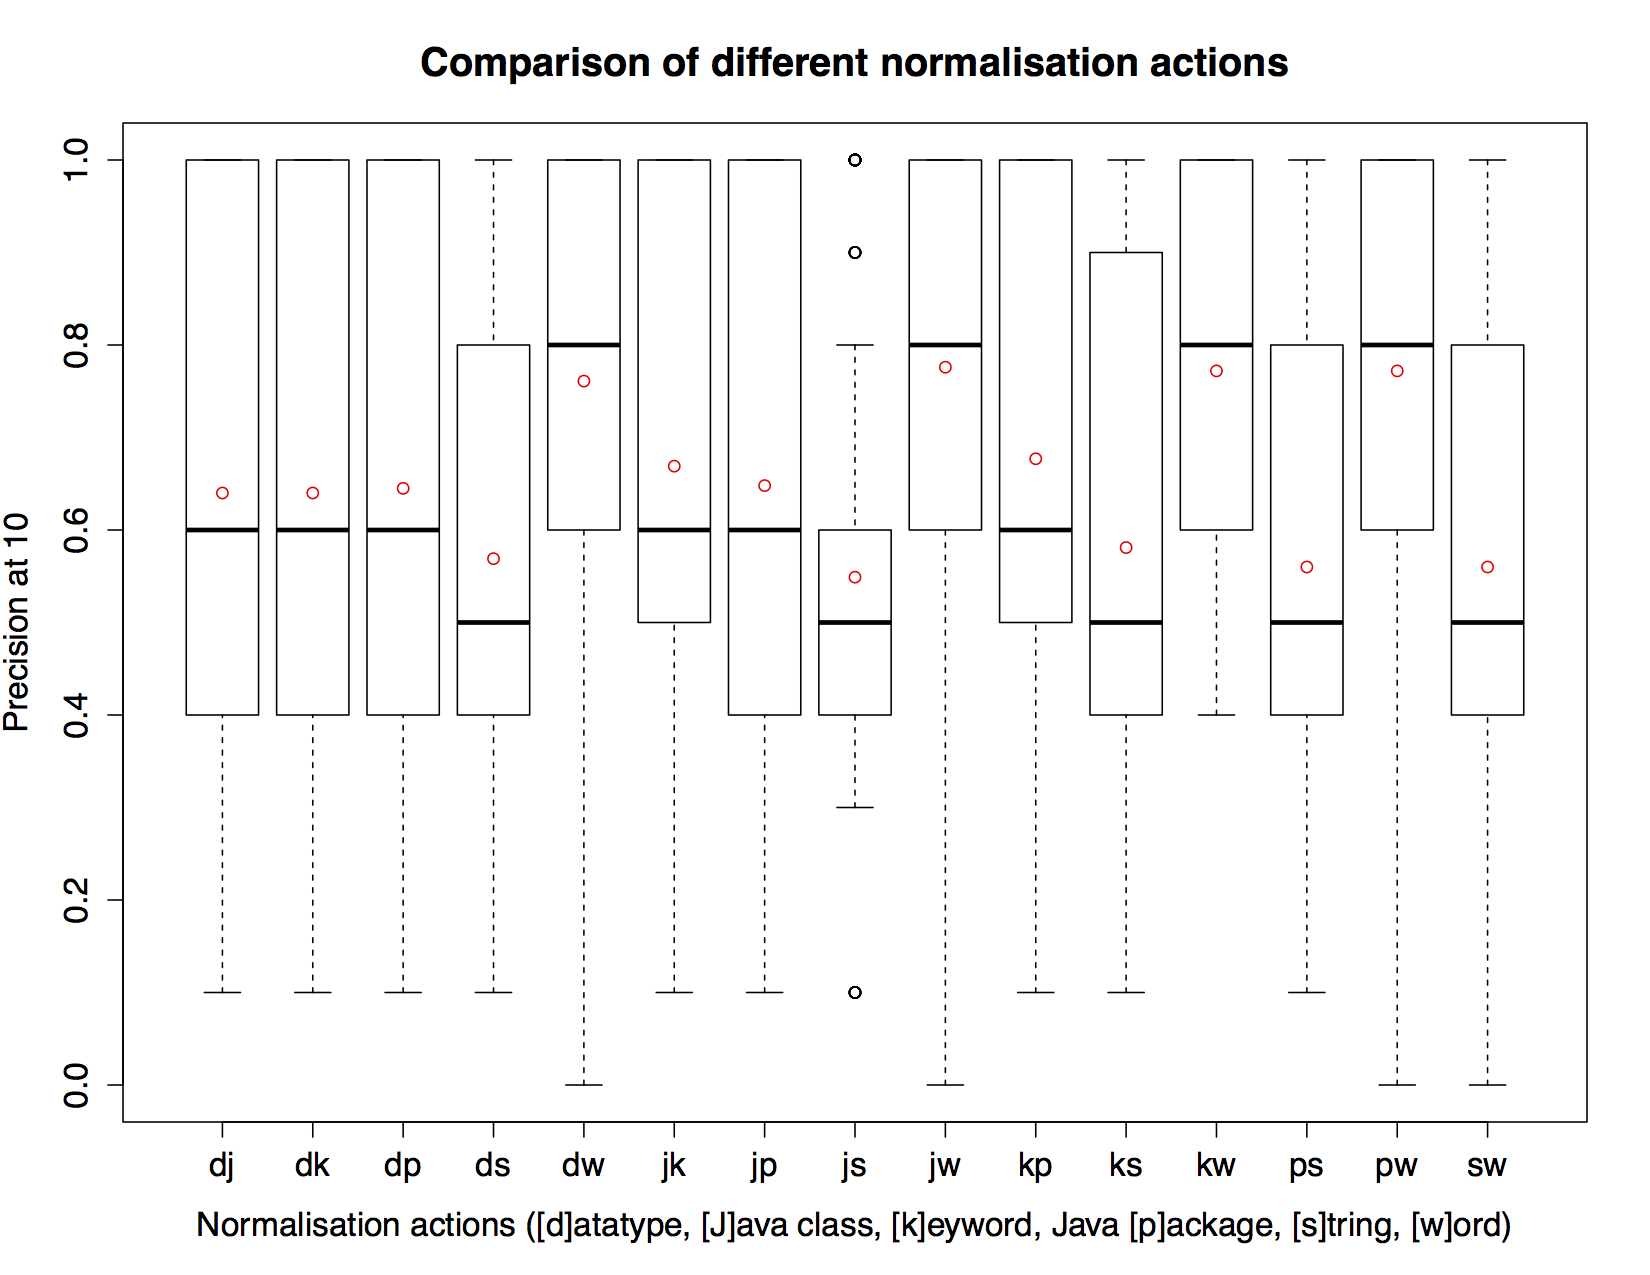 Comparison of different normalisation actions
Precision at 10
1.0
0.8
0.6
0.4
0.2
0.0
dj dk dp ds dw jk jp js jw kp ks kw ps pw sw
Normalisation actions ([d]atatype, [J]ava class, [k]eyword, Java [p]ackage, [s]tring, [w]ord)